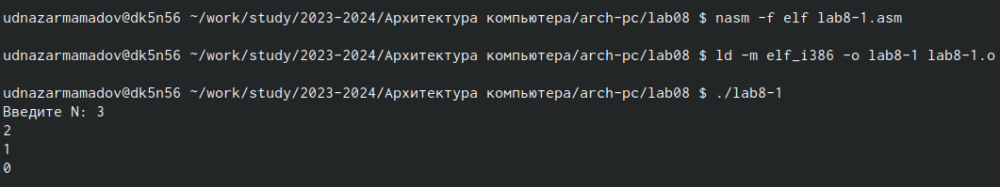 udnazarmamadov@dk5n56 ~/work/study/2023-2024/Архитектура компьютера/arch-pc/lab08 $ nasm -f elf lab8-1.asm
udnazarmamadov@dk5n56 ~/work/study/2023-2024/Архитектура компьютера/arch-pc/lab08 $ ld -m elf_i386 -o lab8-1 lab8-1.o
udnazarmamadov@dk5n56 ~/work/study/2023-2024/Архитектура компьютера/arch-pc/lab08 $ ./lab8-1
Введите N: 3
2
1
0